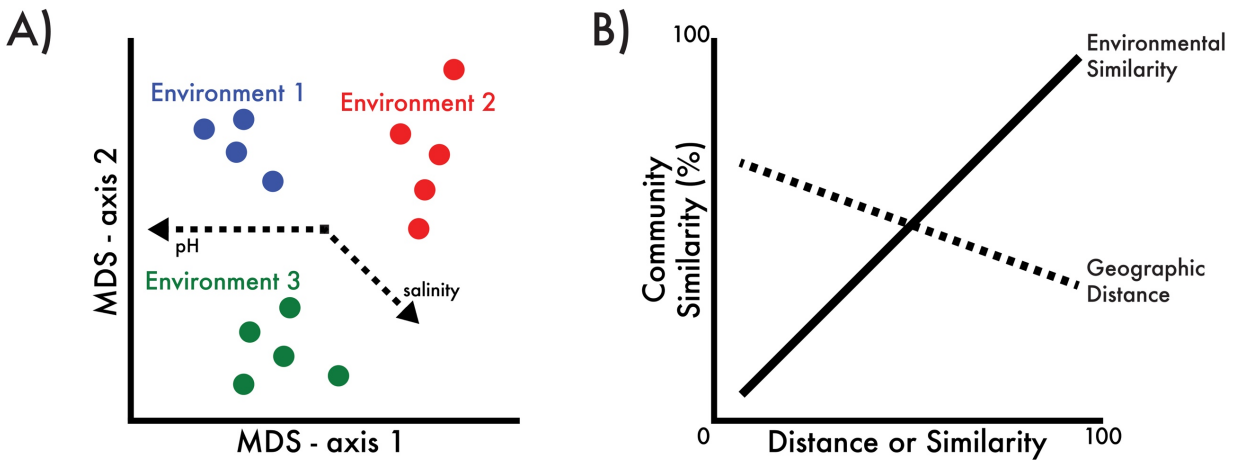 A)
Environment 1
Environment 2
pH
Environment 3
salinity
MDS - axis 2
MDS - axis 1
B)
100
Environmental
Similarity
Community
Similarity (%)
Geographic
Distance
0
Distance or Similarity
100